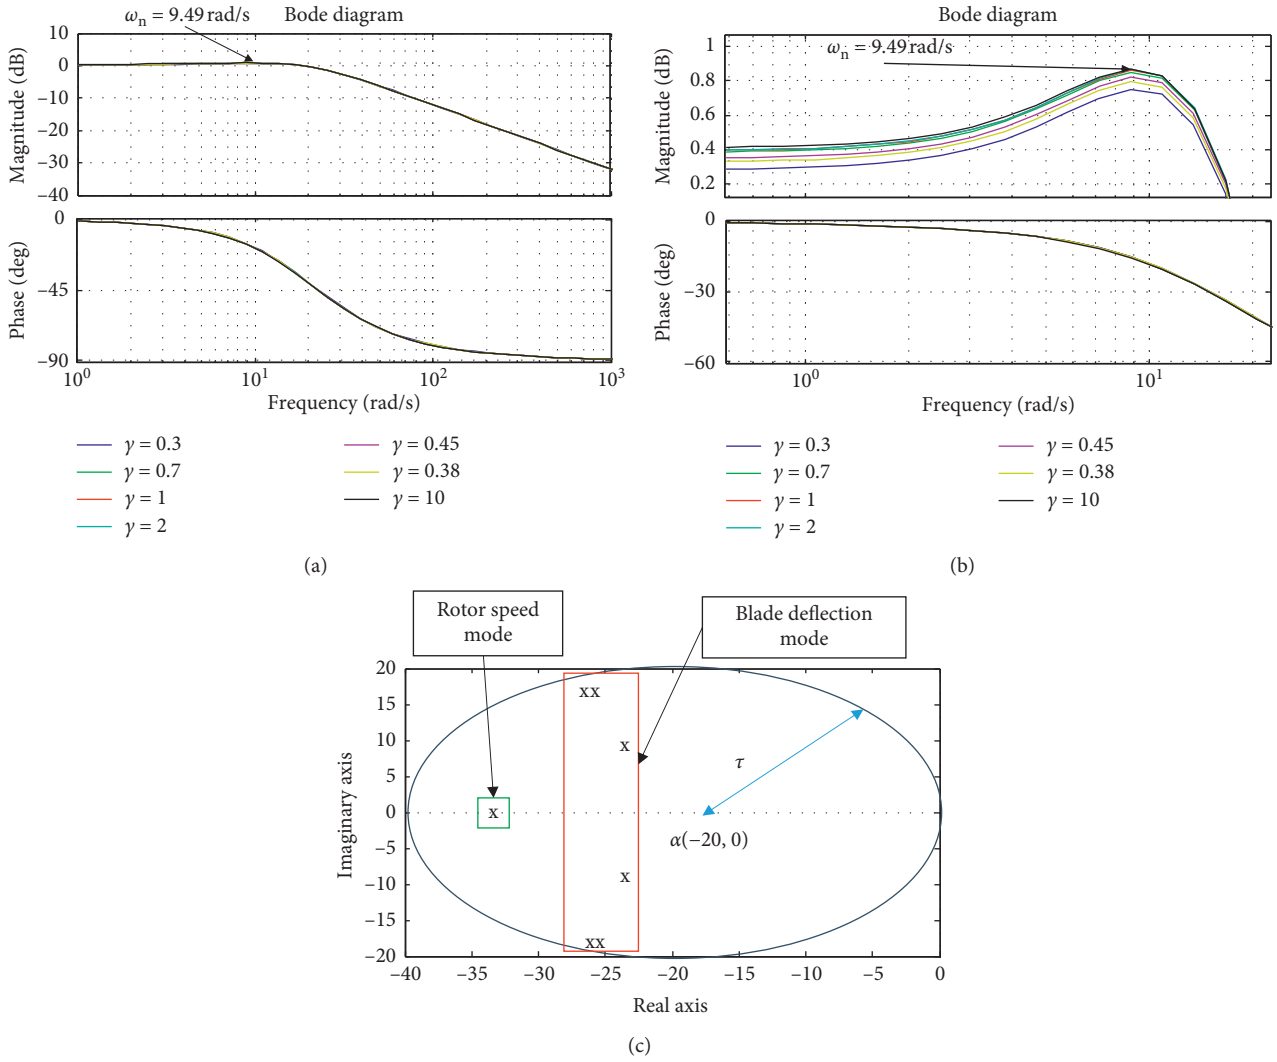 ωn = 9.49 rad/s
Bode diagram
10
0
−10
−20
−30
−40
Magnitude (dB)
0
−45
−90
Phase (deg)
10^0
10^1
10^2
10^3
Frequency (rad/s)
γ = 0.3
γ = 0.7
γ = 1
γ = 2
γ = 0.45
γ = 0.38
γ = 10
(a)
Bode diagram
ωn = 9.49 rad/s
1
0.8
0.6
0.4
0.2
Magnitude (dB)
0
−30
−60
Phase (deg)
10^0
10^1
Frequency (rad/s)
γ = 0.3
γ = 0.7
γ = 1
γ = 2
γ = 0.45
γ = 0.38
γ = 10
(b)
Rotor speed
mode
Blade deflection
mode
20
15
10
5
0
−5
−10
−15
−20
Imaginary axis
xx
x
x
x
xx
τ
α(−20, 0)
−40
−35
−30
−25
−20
−15
−10
−5
0
Real axis
(c)